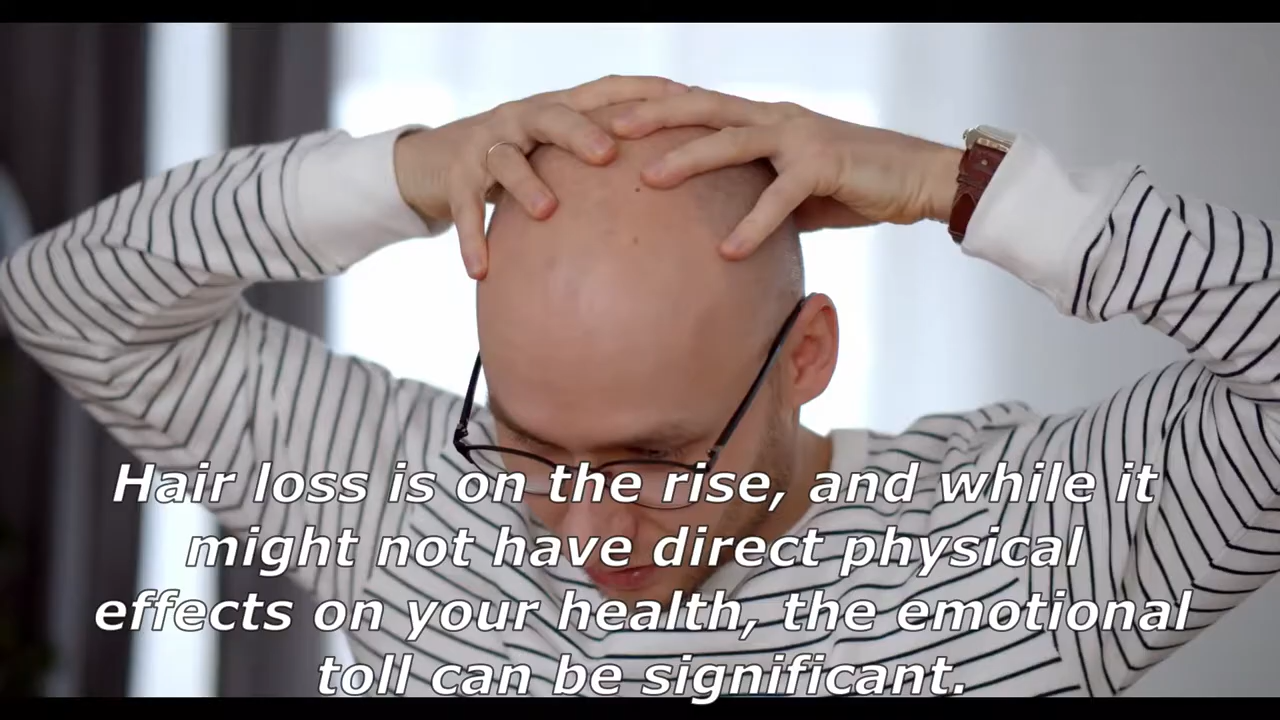 Hair loss is on the rise, and while it
might not have direct physical
effects on your health, the emotional
toll can be significant.